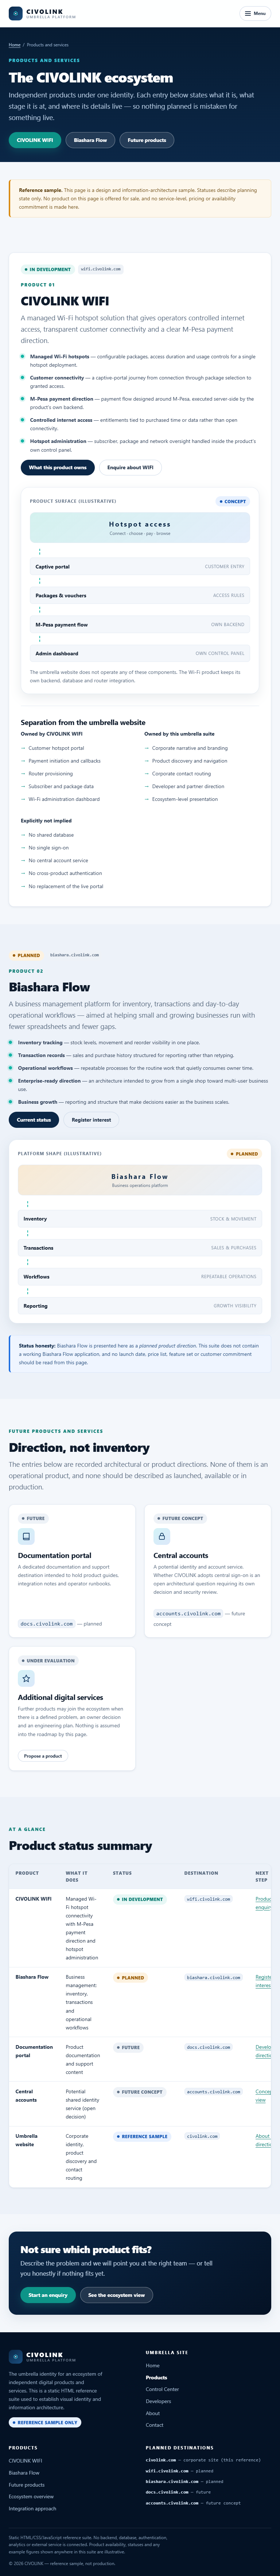 CIVOLINK
UMBRELLA PLATFORM
Menu
Home / Products and services
PRODUCTS AND SERVICES
The CIVOLINK ecosystem
Independent products under one identity. Each entry below states what it is, what
stage it is at, and where its details live — so nothing planned is mistaken for
something live.
CIVOLINK WIFI
Biashara Flow
Future products
Reference sample. This page is a design and information architecture sample. Statuses describe planning
state only. No product on this page is offered for sale, and no service-level, pricing or availability
commitment is made here.
IN DEVELOPMENT
wifi.civolink.com
PRODUCT 01
CIVOLINK WIFI
A managed Wi-Fi hotspot solution that gives operators controlled internet
access, transparent customer connectivity and a clear M-Pesa payment
direction.
Managed Wi-Fi hotspots — configurable packages, access duration and usage controls for a single
hotspot deployment.
Customer connectivity — a captive-portal journey from connection through package selection to
granted access.
M-Pesa payment direction — payment flow designed around M-Pesa, executed server-side by the
product's own backend.
Controlled internet access — entitlements tied to purchased time or data rather than open
connectivity.
Hotspot administration — subscriber, package and network oversight handled inside the product's
own control panel.
What this product owns
Enquire about WIFI
PRODUCT SURFACE (ILLUSTRATIVE)
CONCEPT
Hotspot access
Connect · choose · pay · browse
Captive portal
CUSTOMER ENTRY
Packages & vouchers
ACCESS RULES
M-Pesa payment flow
OWN BACKEND
Admin dashboard
OWN CONTROL PANEL
The umbrella website does not operate any of these components. The Wi-Fi product keeps its
own backend, database and router integration.
Separation from the umbrella website
Owned by CIVOLINK WIFI
Customer hotspot portal
Payment initiation and callbacks
Router provisioning
Subscriber and package data
Wi-Fi administration dashboard
Owned by this umbrella suite
Corporate narrative and branding
Product discovery and navigation
Corporate contact routing
Developer and partner direction
Ecosystem-level presentation
Explicitly not implied
No shared database
No single sign-on
No central account service
No cross-product authentication
No replacement of the live portal
PLANNED
biashara.civolink.com
PRODUCT 02
Biashara Flow
A business management platform for inventory, transactions and day-to-day
operational workflows — aimed at helping small and growing businesses run with
fewer spreadsheets and fewer gaps.
Inventory tracking — stock levels, movement and reorder visibility in one place.
Transaction records — sales and purchase history structured for reporting rather than retyping.
Operational workflows — repeatable processes for the routine work that quietly consumes owner time.
Enterprise-ready direction — an architecture intended to grow from a single shop toward multi-user business
use.
Business growth — reporting and structure that make decisions easier as the business scales.
Current status
Register interest
PLATFORM SHAPE (ILLUSTRATIVE)
PLANNED
Biashara Flow
Business operations platform
Inventory
STOCK & MOVEMENT
Transactions
SALES & PURCHASES
Workflows
REPEATABLE OPERATIONS
Reporting
GROWTH VISIBILITY
Status honesty: Biashara Flow is presented here as a planned product direction. This suite does not contain
a working Biashara Flow application, and no launch date, price list, feature set or customer commitment
should be read from this page.
FUTURE PRODUCTS AND SERVICES
Direction, not inventory
The entries below are recorded architectural or product directions. None of them is an
operational product, and none should be described as launched, available or in
production.
FUTURE
Documentation portal
A dedicated documentation and support
destination intended to hold product guides,
integration notes and operator runbooks.
docs.civolink.com — planned
FUTURE CONCEPT
Central accounts
A potential identity and account service.
Whether CIVOLINK adopts central sign-on is an
open architectural question requiring its own
decision and security review.
accounts.civolink.com — future
concept
UNDER EVALUATION
Additional digital services
Further products may join the ecosystem when
there is a defined problem, an owner decision
and an engineering plan. Nothing is assumed
into the roadmap by this page.
Propose a product
AT A GLANCE
Product status summary
PRODUCT
WHAT IT
DOES
STATUS
DESTINATION
NEXT
STEP
CIVOLINK WIFI
Managed Wi-
Fi hotspot
connectivity
with M-Pesa
payment
direction and
hotspot
administration
IN DEVELOPMENT
wifi.civolink.com
Biashara Flow
Business
management:
inventory,
transactions
and
operational
workflows
PLANNED
biashara.civolink.com
Documentation
portal
Product
documentation
and support
content
FUTURE
docs.civolink.com
Central
accounts
Potential
shared identity
service (open
decision)
FUTURE CONCEPT
accounts.civolink.com
view
Umbrella
website
Corporate
identity,
product
discovery and
contact
routing
REFERENCE SAMPLE
civolink.com
About
Not sure which product fits?
Describe the problem and we will point you at the right team — or tell
you honestly if nothing fits yet.
Start an enquiry
See the ecosystem view
CIVOLINK
UMBRELLA PLATFORM
The umbrella identity for an ecosystem of
independent digital products and
services. This is a static HTML reference
suite used to establish visual identity and
information architecture.
REFERENCE SAMPLE ONLY
UMBRELLA SITE
Home
Products
Control Center
Developers
About
Contact
PRODUCTS
CIVOLINK WIFI
Biashara Flow
Future products
Ecosystem overview
Integration approach
PLANNED DESTINATIONS
civolink.com — corporate site (this reference)
wifi.civolink.com — planned
biashara.civolink.com — planned
docs.civolink.com — future
accounts.civolink.com — future concept
Static HTML/CSS/JavaScript reference suite. No backend, database, authentication,
analytics or external service is connected. Product availability, statuses and any
example figures shown anywhere in this suite are illustrative.
© 2026 CIVOLINK — reference sample, not production.